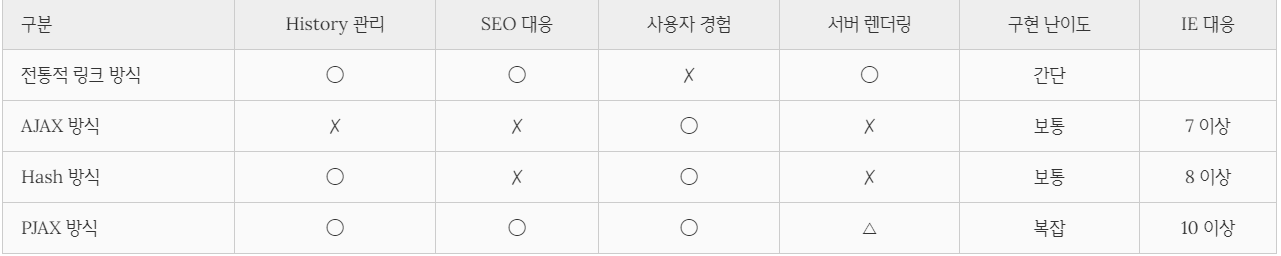 구분 History 관리 SEO 대응 사용자 경험 서버 렌더링 구현 난이도 IE 대응
전통적 링크 방식 ◯ ◯ ✗ ◯ 간단
AJAX 방식 ✗ ✗ ◯ ✗ 보통 7 이상
Hash 방식 ◯ ✗ ◯ ✗ 보통 8 이상
PJAX 방식 ◯ ◯ ◯ △ 복잡 10 이상